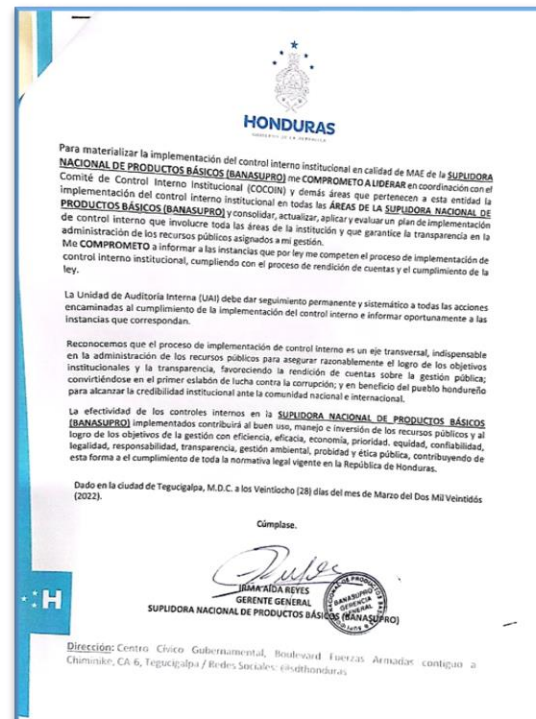 HONDURAS
GOBIERNO DE LA REPÚBLICA
Para materializar la implementación del control interno institucional en calidad de MAE de la SUPLIDORA
NACIONAL DE PRODUCTOS BÁSICOS (BANASUPRO) me COMPROMETO A LIDERAR en coordinación con el
Comité de Control Interno Institucional (COCOIN) y demás áreas que pertenecen a esta entidad la
implementación del control interno institucional en todas las ÁREAS DE LA SUPLIDORA NACIONAL DE
PRODUCTOS BÁSICOS (BANASUPRO) y consolidar, actualizar, aplicar y evaluar un plan de implementación
de control interno que involucre toda las áreas de la institución y que garantice la transparencia en la
administración de los recursos públicos asignados a mi gestión.
Me COMPROMETO a informar a las instancias que por ley me competen el proceso de implementación de
control interno institucional, cumpliendo con el proceso de rendición de cuentas y el cumplimiento de la
ley.
La Unidad de Auditoría Interna (UAI) debe dar seguimiento permanente y sistemático a todas las acciones
encaminadas al cumplimiento de la implementación del control interno e informar oportunamente a las
instancias que correspondan.
Reconocemos que el proceso de implementación de control interno es un eje transversal, indispensable
en la administración de los recursos públicos para asegurar razonablemente el logro de los objetivos
institucionales y la transparencia, favoreciendo la rendición de cuentas sobre la gestión pública;
convirtiéndose en el primer eslabón de lucha contra la corrupción; y en beneficio del pueblo hondureño
para alcanzar la credibilidad institucional ante la comunidad nacional e internacional.
La efectividad de los controles internos en la SUPLIDORA NACIONAL DE PRODUCTOS BÁSICOS
(BANASUPRO) implementados contribuirá al buen uso, manejo e inversión de los recursos públicos y al
logro de los objetivos de la gestión con eficiencia, eficacia, economía, prioridad. equidad, confiabilidad,
legalidad, responsabilidad, transparencia, gestión ambiental, probidad y ética pública, contribuyendo de
esta forma a el cumplimiento de toda la normativa legal vigente en la República de Honduras.
Dado en la ciudad de Tegucigalpa, M.D.C. a los Veintiocho (28) días del mes de Marzo del Dos Mil Veintidós
(2022).
Cúmplase.
IRMA AIDA REYES
GERENTE GENERAL
SUPLIDORA NACIONAL DE PRODUCTOS BÁSICOS (BANASUPRO)
BANASUPRO
GERENCIA
GENERAL
H
Dirección: Centro Cívico Gubernamental, Boulevard Fuerzas Armadas contiguo a
Chiminike, CA 6, Tegucigalpa / Redes Sociales: @sdthonduras